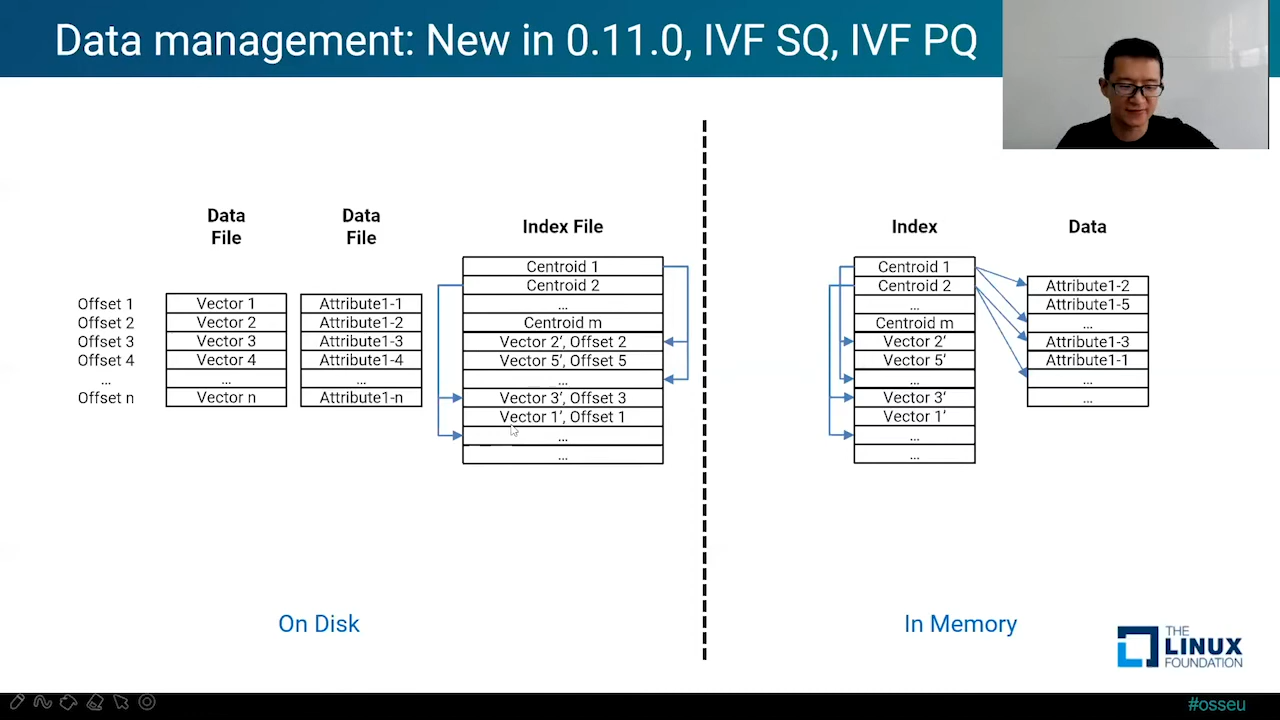 Data management: New in 0.11.0, IVF SQ, IVF PQ
Data
File
Data
File
Index File
Index
Data
Offset 1
Offset 2
Offset 3
Offset 4
...
Offset n
Vector 1
Vector 2
Vector 3
Vector 4
...
Vector n
Attribute1-1
Attribute1-2
Attribute1-3
Attribute1-4
...
Attribute1-n
Centroid 1
Centroid 2
...
Centroid m
Vector 2’, Offset 2
Vector 5’, Offset 5
...
Vector 3’, Offset 3
Vector 1’, Offset 1
...
...
Centroid 1
Centroid 2
...
Centroid m
Vector 2’
Vector 5’
...
Vector 3’
Vector 1’
...
...
Attribute1-2
Attribute1-5
...
Attribute1-3
Attribute1-1
...
...
On Disk
In Memory
THE
LINUX
FOUNDATION
#osseu